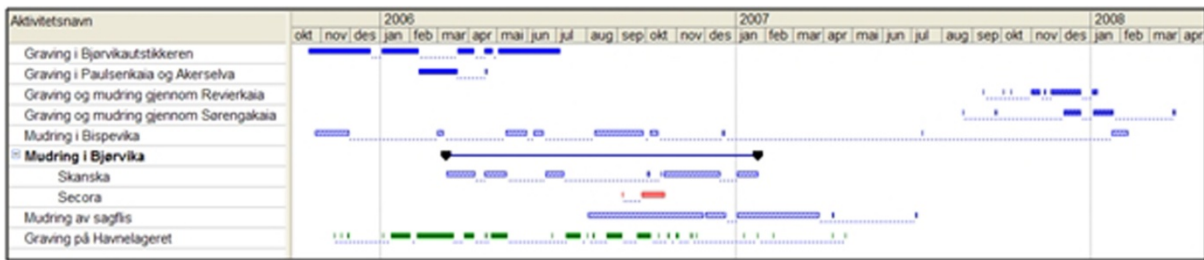 Aktivitetsnavn
2006 2007 2008
okt nov des jan feb mar apr mai jun jul aug sep okt nov des jan feb mar apr mai jun jul aug sep okt nov des jan feb mar apr
Graving i Bjørvikautstikkeren
Graving i Paulsenkaia og Akerselva
Graving og mudring gjennom Revierkaia
Graving og mudring gjennom Sørengakaia
Mudring i Bispevika
Mudring i Bjørvika
Skanska
Secora
Mudring av sagflis
Graving på Havnelageret